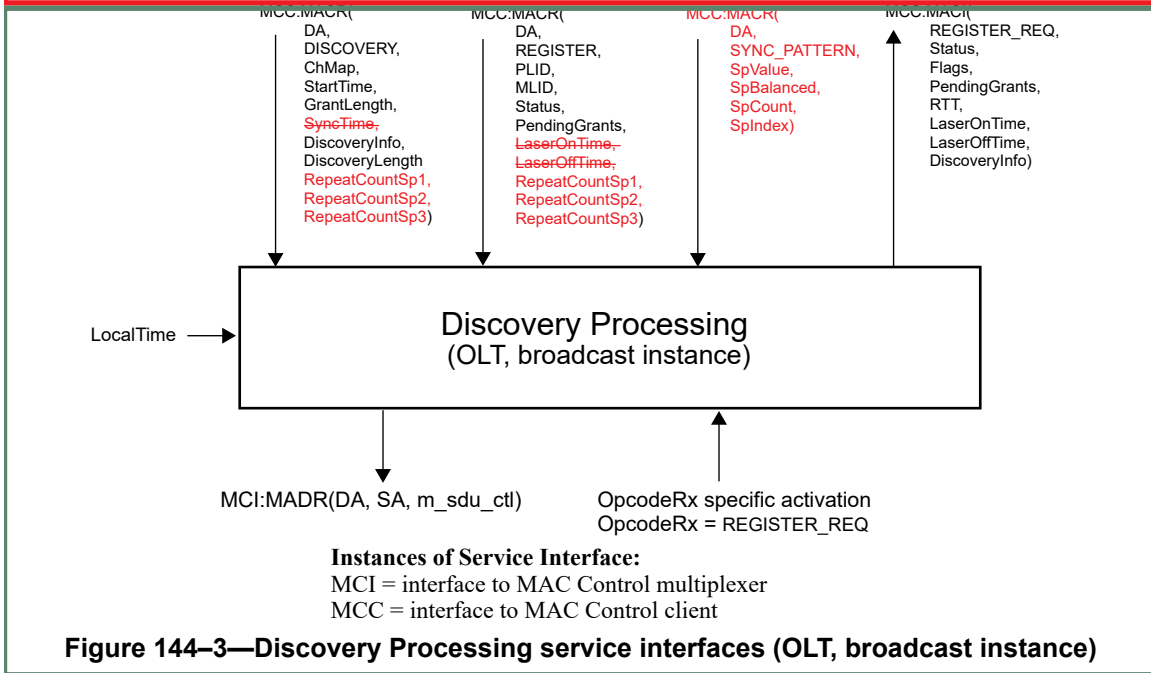 MCC:MACR(
DA,
DISCOVERY,
ChMap,
StartTime,
GrantLength,
SyncTime,
DiscoveryInfo,
DiscoveryLength
RepeatCountSp1,
RepeatCountSp2,
RepeatCountSp3)
MCC:MACR(
DA,
REGISTER,
PLID,
MLID,
Status,
PendingGrants,
LaserOnTime,
LaserOffTime,
RepeatCountSp1,
RepeatCountSp2,
RepeatCountSp3)
MCC:MACR(
DA,
SYNC_PATTERN,
SpValue,
SpBalanced,
SpCount,
SpIndex)
MCC:MACI(
REGISTER_REQ,
Status,
Flags,
PendingGrants,
RTT,
LaserOnTime,
LaserOffTime,
DiscoveryInfo)
LocalTime
Discovery Processing
(OLT, broadcast instance)
MCI:MADR(DA, SA, m_sdu_ctl)
OpcodeRx specific activation
OpcodeRx = REGISTER_REQ
Instances of Service Interface:
MCI = interface to MAC Control multiplexer
MCC = interface to MAC Control client
Figure 144–3—Discovery Processing service interfaces (OLT, broadcast instance)